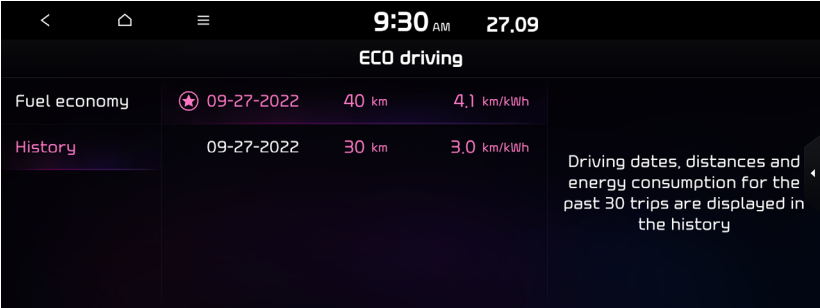 9:30 AM 27.09
ECO driving
Fuel economy
09-27-2022 40 km 4.1 km/kWh
History
09-27-2022 30 km 3.0 km/kWh
Driving dates, distances and
energy consumption for the
past 30 trips are displayed in
the history